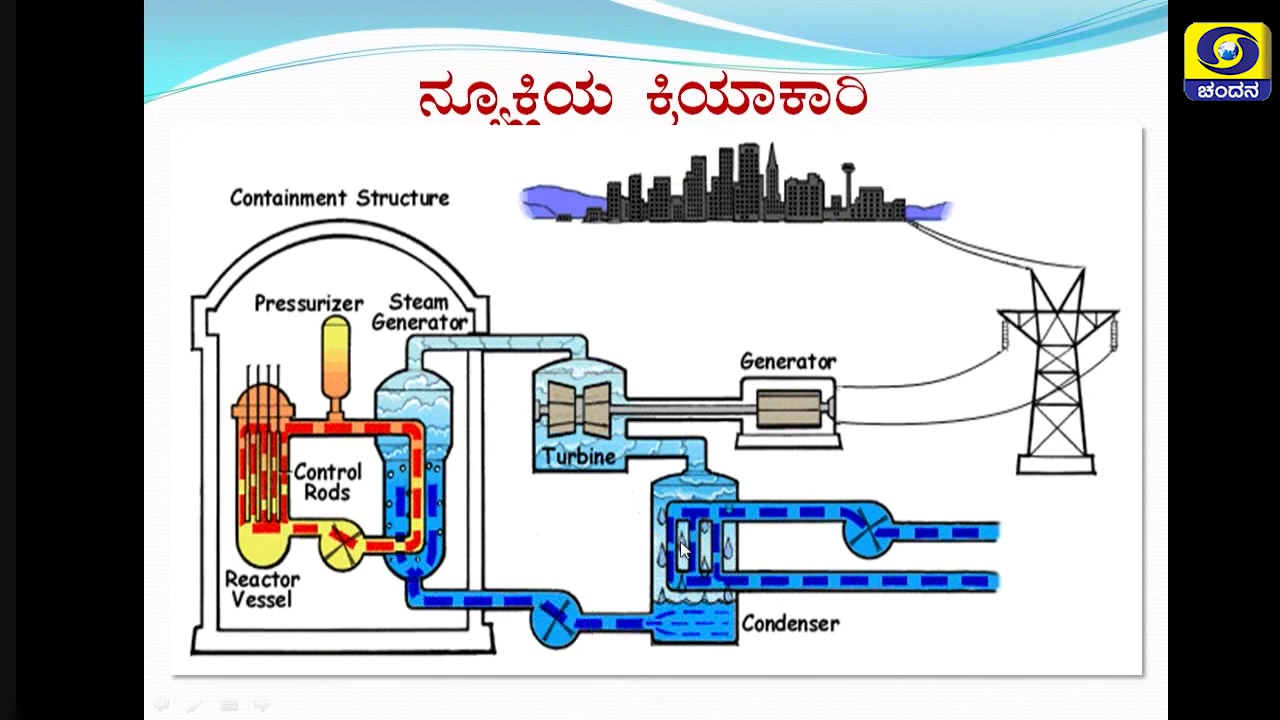 ನ್ಯೂಕ್ಲಿಯ ಕ್ರಿಯಾಕಾರಿ
ಚಂದನ
Containment Structure
Pressurizer
Steam
Generator
Generator
Turbine
Control
Rods
Reactor
Vessel
Condenser